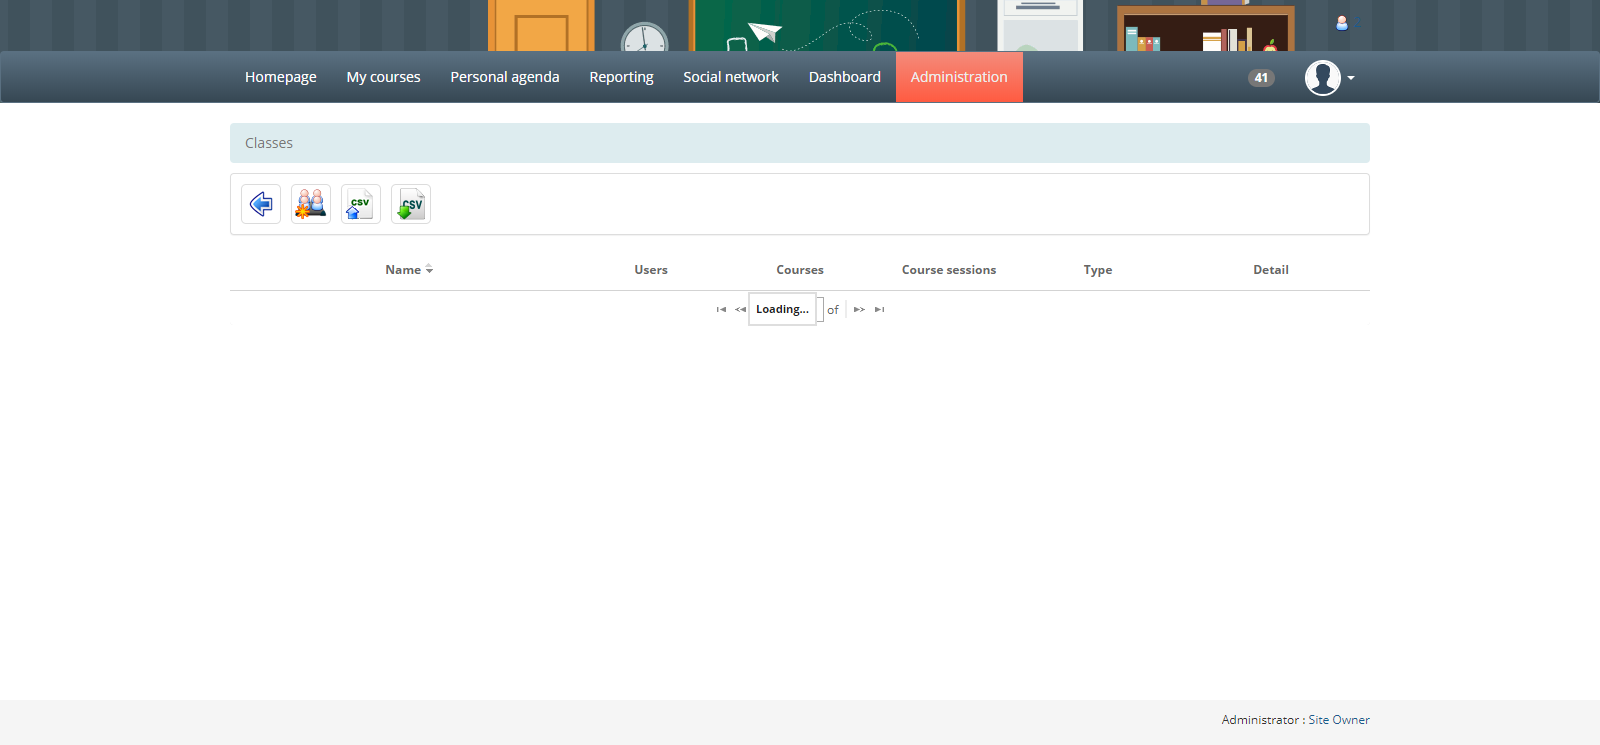 Homepage My courses Personal agenda Reporting Social network Dashboard Administration 41
Classes
CSV CSV
Name Users Courses Course sessions Type Detail
Loading... of
Administrator : Site Owner